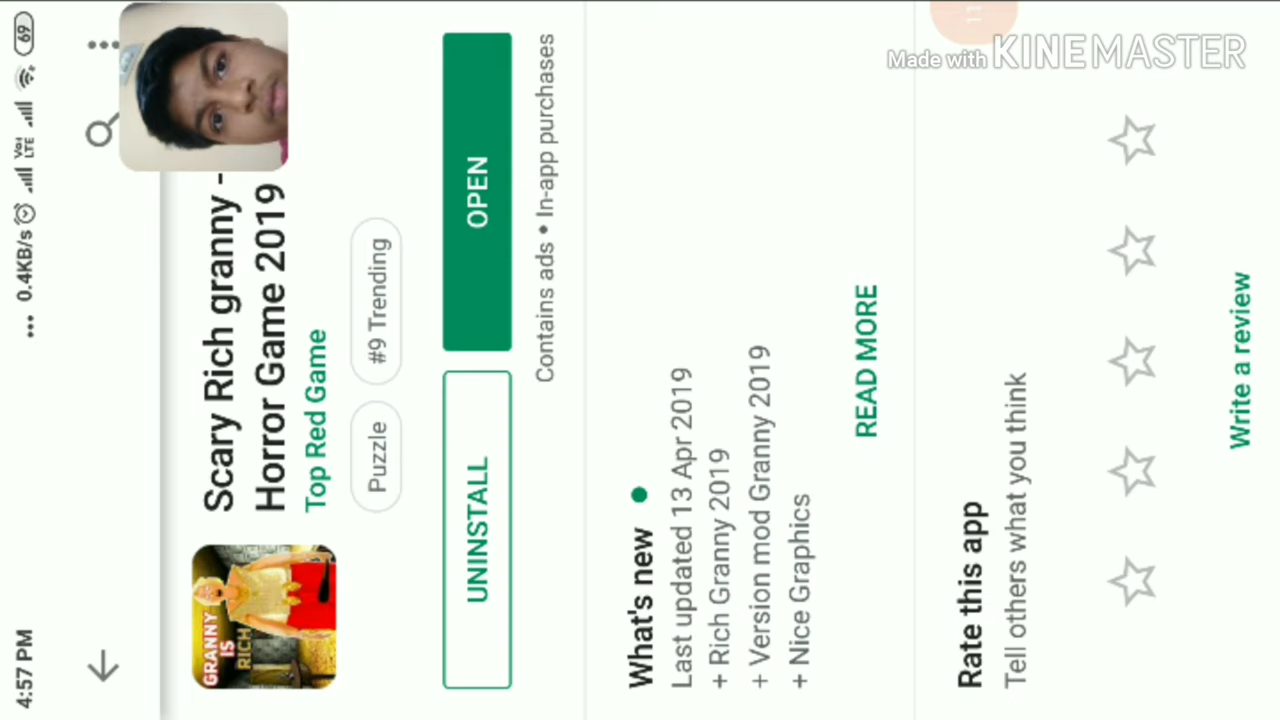 Made with KINEMASTER
4:57 PM
... 0.4KB/s Vo) LTE 69
Scary Rich granny -
Horror Game 2019
Top Red Game
GRANNY
IS
RICH
Puzzle
#9 Trending
UNINSTALL
OPEN
Contains ads • In-app purchases
What's new
Last updated 13 Apr 2019
+ Rich Granny 2019
+ Version mod Granny 2019
+ Nice Graphics
READ MORE
Rate this app
Tell others what you think
Write a review